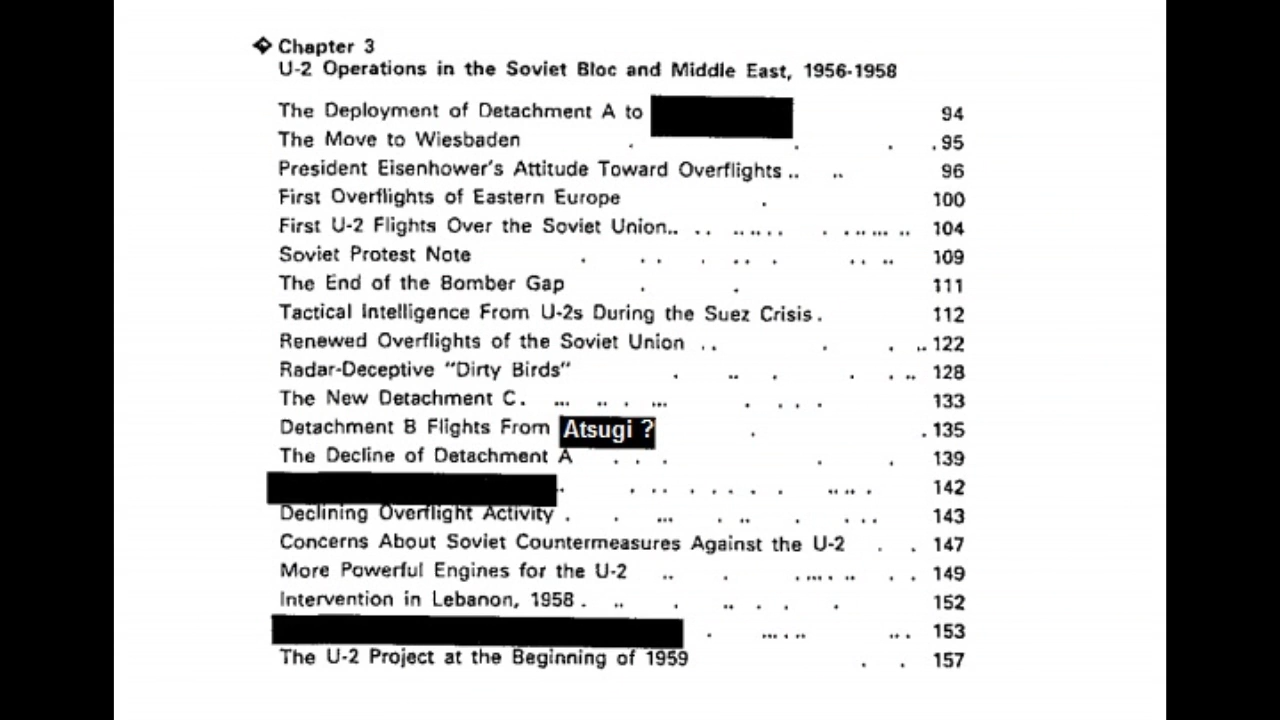 Chapter 3
U-2 Operations in the Soviet Bloc and Middle East, 1956-1958
The Deployment of Detachment A to 94
The Move to Wiesbaden 95
President Eisenhower's Attitude Toward Overflights 96
First Overflights of Eastern Europe 100
First U-2 Flights Over the Soviet Union 104
Soviet Protest Note 109
The End of the Bomber Gap 111
Tactical Intelligence From U-2s During the Suez Crisis 112
Renewed Overflights of the Soviet Union 122
Radar-Deceptive "Dirty Birds" 128
The New Detachment C 133
Detachment B Flights From Atsugi ? 135
The Decline of Detachment A 139
142
Declining Overflight Activity 143
Concerns About Soviet Countermeasures Against the U-2 147
More Powerful Engines for the U-2 149
Intervention in Lebanon, 1958 152
153
The U-2 Project at the Beginning of 1959 157